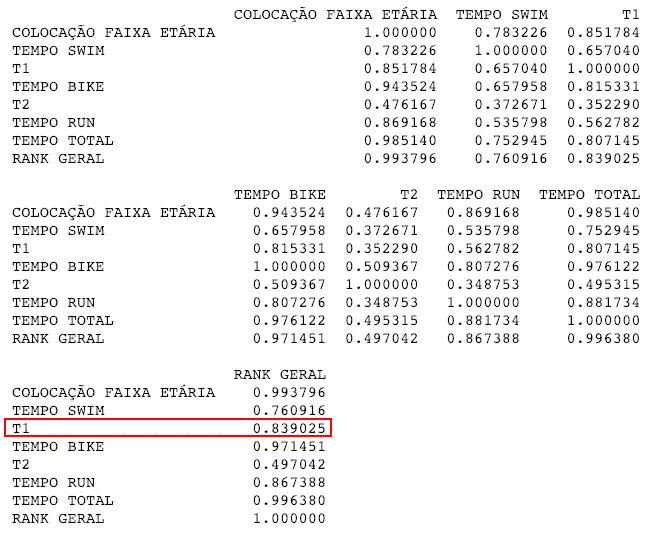 COLOCAÇÃO FAIXA ETÁRIA TEMPO SWIM T1
COLOCAÇÃO FAIXA ETÁRIA 1.000000 0.783226 0.851784
TEMPO SWIM 0.783226 1.000000 0.657040
T1 0.851784 0.657040 1.000000
TEMPO BIKE 0.943524 0.657958 0.815331
T2 0.476167 0.372671 0.352290
TEMPO RUN 0.869168 0.535798 0.562782
TEMPO TOTAL 0.985140 0.752945 0.807145
RANK GERAL 0.993796 0.760916 0.839025
TEMPO BIKE T2 TEMPO RUN TEMPO TOTAL
COLOCAÇÃO FAIXA ETÁRIA 0.943524 0.476167 0.869168 0.985140
TEMPO SWIM 0.657958 0.372671 0.535798 0.752945
T1 0.815331 0.352290 0.562782 0.807145
TEMPO BIKE 1.000000 0.509367 0.807276 0.976122
T2 0.509367 1.000000 0.348753 0.495315
TEMPO RUN 0.807276 0.348753 1.000000 0.881734
TEMPO TOTAL 0.976122 0.495315 0.881734 1.000000
RANK GERAL 0.971451 0.497042 0.867388 0.996380
RANK GERAL
COLOCAÇÃO FAIXA ETÁRIA 0.993796
TEMPO SWIM 0.760916
T1 0.839025
TEMPO BIKE 0.971451
T2 0.497042
TEMPO RUN 0.867388
TEMPO TOTAL 0.996380
RANK GERAL 1.000000